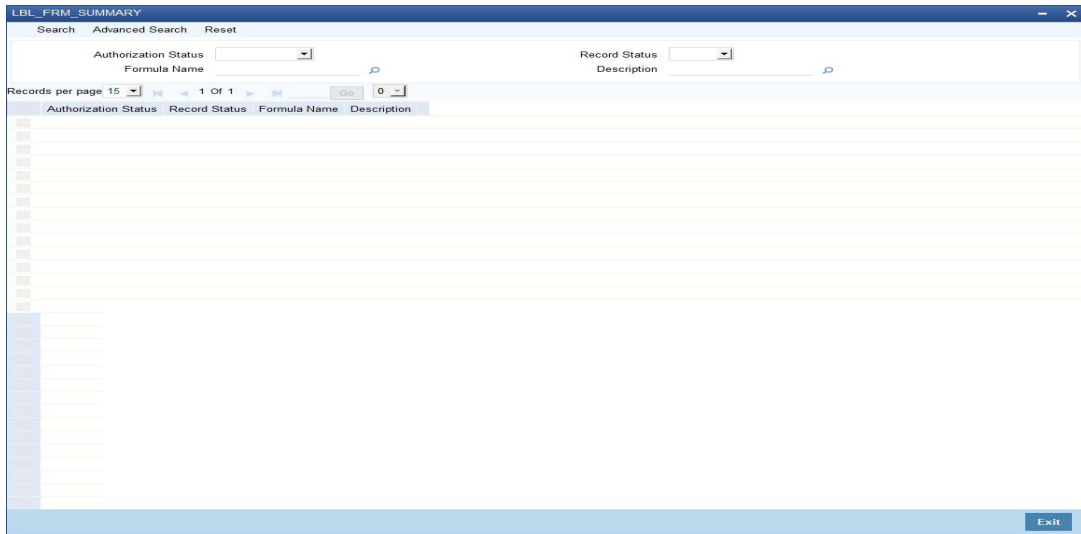 LBL_FRM_SUMMARY
Search Advanced Search Reset
Authorization Status Record Status
Formula Name Description
Records per page 15 1 Of 1 Go 0
Authorization Status Record Status Formula Name Description
Exit